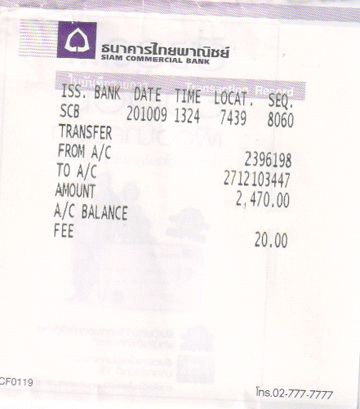 ธนาคารไทยพาณิชย์
SIAM COMMERCIAL BANK
Transaction Record
ISS. BANK DATE TIME LOCAT. SEQ.
SCB 201009 1324 7439 8060
TRANSFER
FROM A/C 2396198
TO A/C 2712103447
AMOUNT 2,470.00
A/C BALANCE
FEE 20.00
CF0119 โทร.02-777-7777